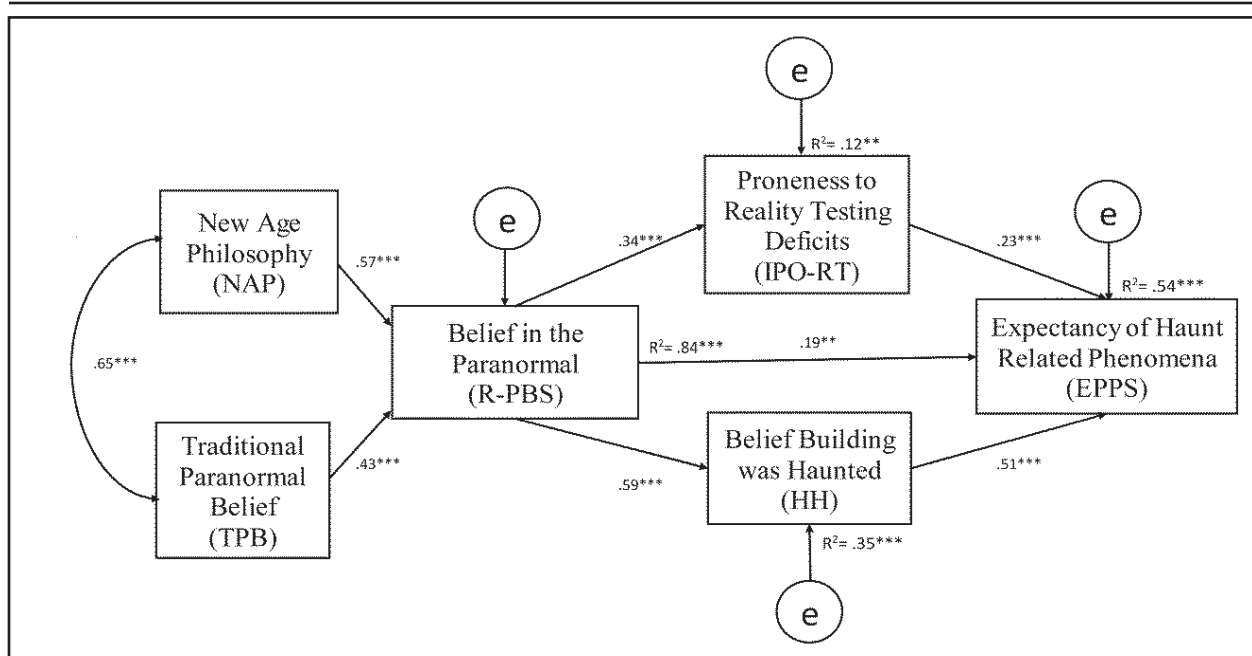 e
R²= .12**
Proneness to
Reality Testing
Deficits
(IPO-RT)
New Age
Philosophy
(NAP)
e
e
.57***
.34***
.23***
R²= .54***
Belief in the
Paranormal
(R-PBS)
R²= .84***
.19**
Expectancy of Haunt
Related Phenomena
(EPPS)
.65***
Traditional
Paranormal
Belief
(TPB)
.43***
.59***
Belief Building
was Haunted
(HH)
.51***
R²= .35***
e